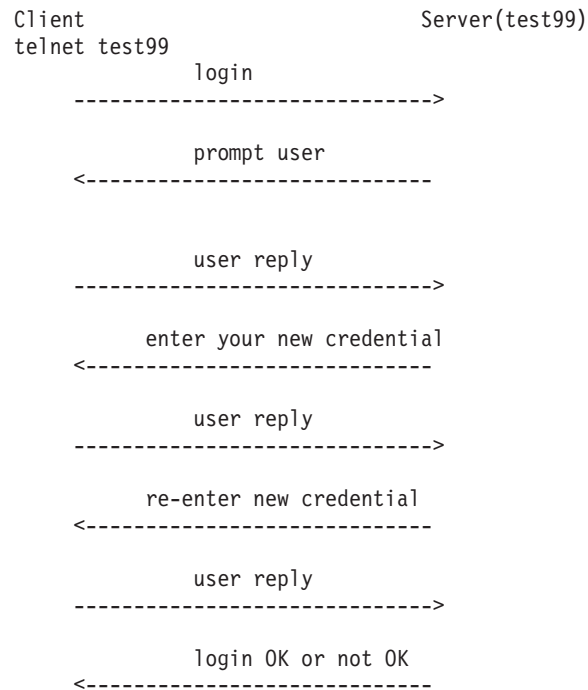 Client Server(test99)
telnet test99
login
------------------------------>
prompt user
<-----------------------------
user reply
------------------------------>
enter your new credential
<-----------------------------
user reply
------------------------------>
re-enter new credential
<-----------------------------
user reply
------------------------------>
login OK or not OK
<-----------------------------